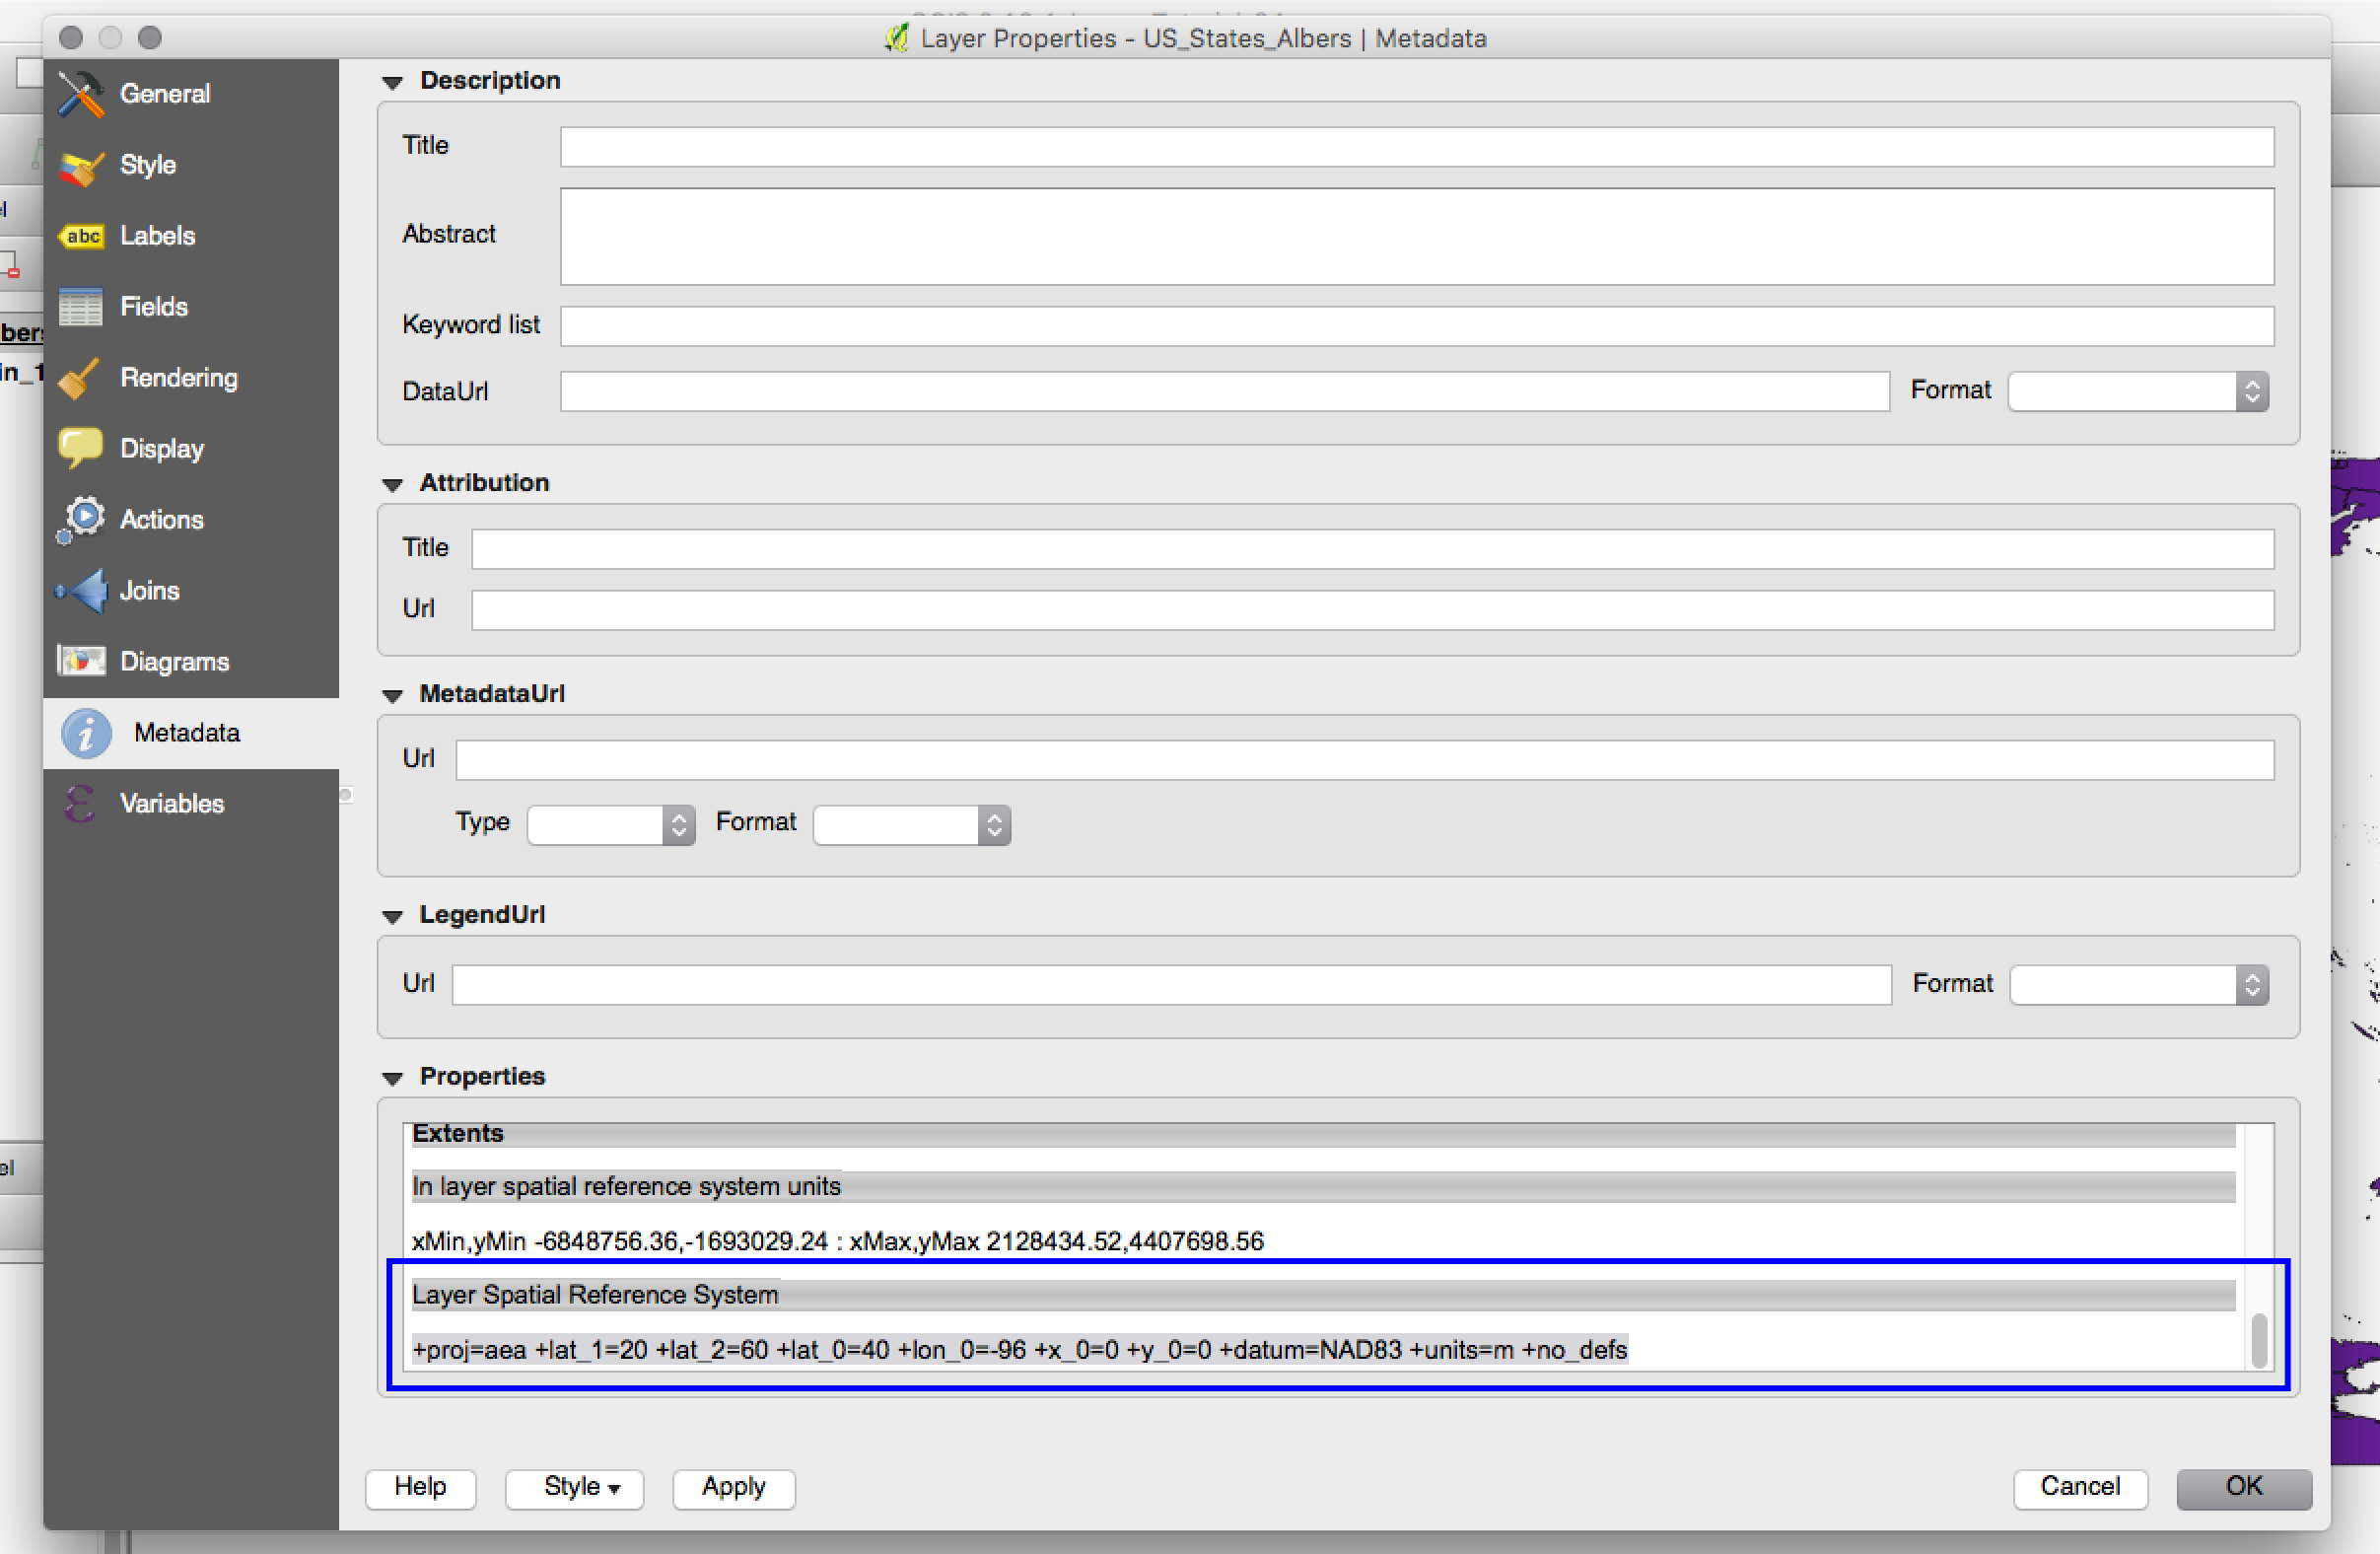 Layer Properties - US_States_Albers | Metadata
General
Style
abc Labels
Fields
Rendering
Display
Actions
Joins
Diagrams
i Metadata
ε Variables
Description
Title
Abstract
Keyword list
DataUrl Format
Attribution
Title
Url
MetadataUrl
Url
Type Format
LegendUrl
Url Format
Properties
Extents
In layer spatial reference system units
xMin,yMin -6848756.36,-1693029.24 : xMax,yMax 2128434.52,4407698.56
Layer Spatial Reference System
+proj=aea +lat_1=20 +lat_2=60 +lat_0=40 +lon_0=-96 +x_0=0 +y_0=0 +datum=NAD83 +units=m +no_defs
Help Style Apply Cancel OK
el
bers
in_1
el